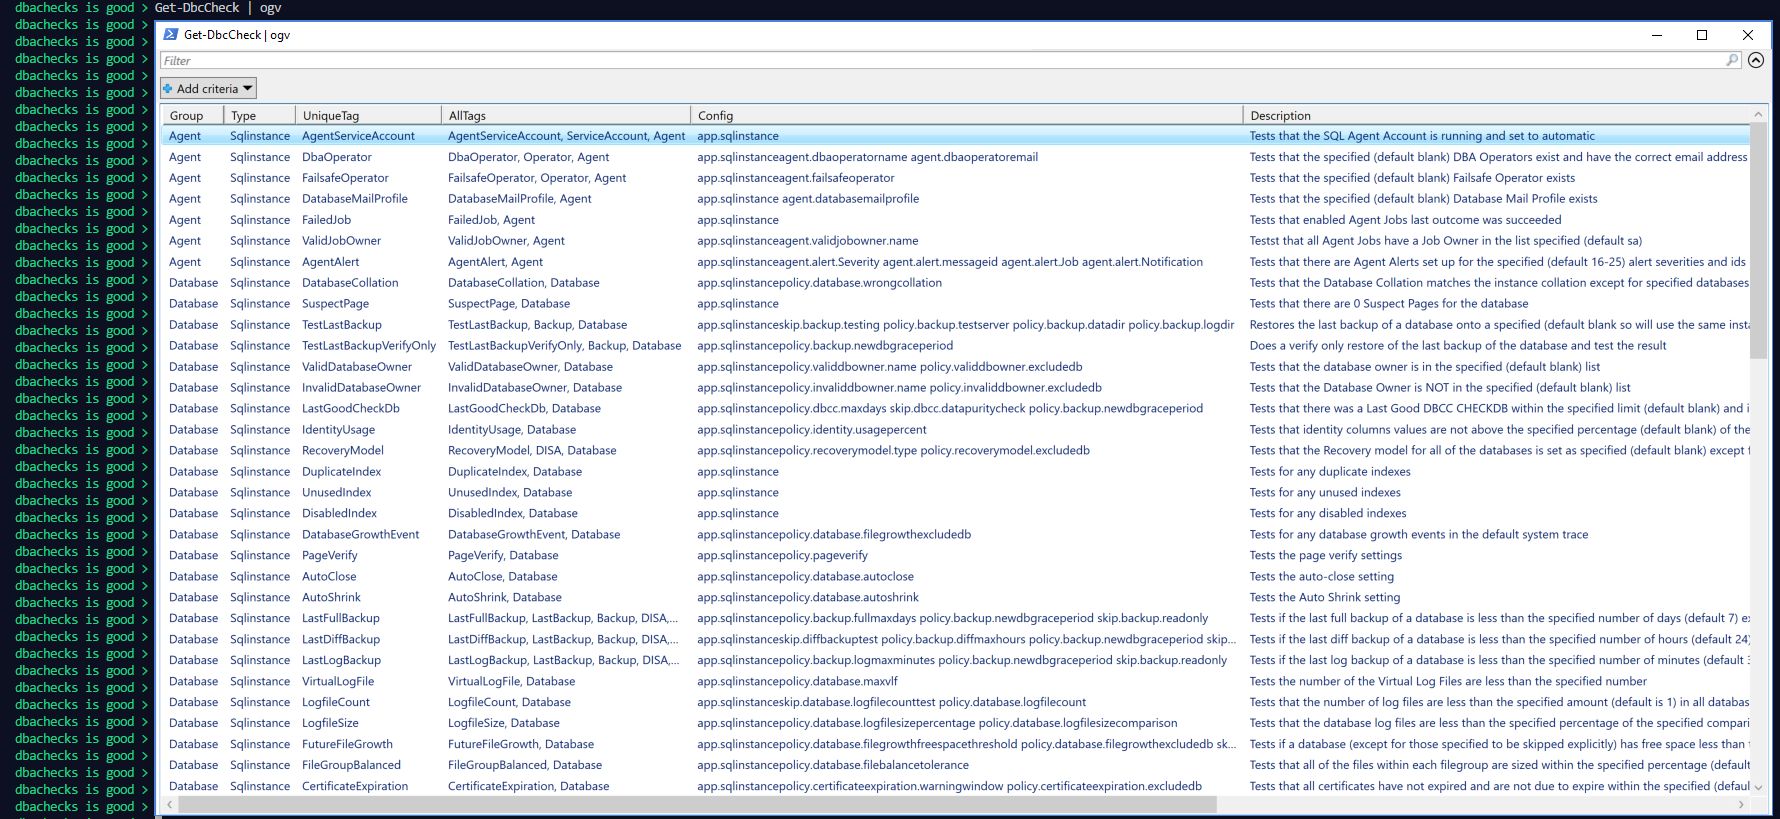 dbachecks is good > Get-DbcCheck | ogv
dbachecks is good >
dbachecks is good > Get-DbcCheck | ogv
dbachecks is good >
dbachecks is good > Filter
dbachecks is good > Add criteria
dbachecks is good > Group Type UniqueTag AllTags Config Description
dbachecks is good > Agent Sqlinstance AgentServiceAccount AgentServiceAccount, ServiceAccount, Agent app.sqlinstance Tests that the SQL Agent Account is running and set to automatic
dbachecks is good > Agent Sqlinstance DbaOperator DbaOperator, Operator, Agent app.sqlinstanceagent.dbaoperatorname agent.dbaoperatoremail Tests that the specified (default blank) DBA Operators exist and have the correct email address
dbachecks is good > Agent Sqlinstance FailsafeOperator FailsafeOperator, Operator, Agent app.sqlinstanceagent.failsafeoperator Tests that the specified (default blank) Failsafe Operator exists
dbachecks is good > Agent Sqlinstance DatabaseMailProfile DatabaseMailProfile, Agent app.sqlinstance agent.databasemailprofile Tests that the specified (default blank) Database Mail Profile exists
dbachecks is good > Agent Sqlinstance FailedJob FailedJob, Agent app.sqlinstance Tests that enabled Agent Jobs last outcome was succeeded
dbachecks is good > Agent Sqlinstance ValidJobOwner ValidJobOwner, Agent app.sqlinstanceagent.validjobowner.name Testst that all Agent Jobs have a Job Owner in the list specified (default sa)
dbachecks is good > Agent Sqlinstance AgentAlert AgentAlert, Agent app.sqlinstanceagent.alert.Severity agent.alert.messageid agent.alert.Job agent.alert.Notification Tests that there are Agent Alerts set up for the specified (default 16-25) alert severities and ids
dbachecks is good > Database Sqlinstance DatabaseCollation DatabaseCollation, Database app.sqlinstancepolicy.database.wrongcollation Tests that the Database Collation matches the instance collation except for specified databases
dbachecks is good > Database Sqlinstance SuspectPage SuspectPage, Database app.sqlinstance Tests that there are 0 Suspect Pages for the database
dbachecks is good > Database Sqlinstance TestLastBackup TestLastBackup, Backup, Database app.sqlinstanceskip.backup.testing policy.backup.testserver policy.backup.datadir policy.backup.logdir Restores the last backup of a database onto a specified (default blank so will use the same inst
dbachecks is good > Database Sqlinstance TestLastBackupVerifyOnly TestLastBackupVerifyOnly, Backup, Database app.sqlinstancepolicy.backup.newdbgraceperiod Does a verify only restore of the last backup of the database and test the result
dbachecks is good > Database Sqlinstance ValidDatabaseOwner ValidDatabaseOwner, Database app.sqlinstancepolicy.validdbowner.name policy.validdbowner.excludedb Tests that the database owner is in the specified (default blank) list
dbachecks is good > Database Sqlinstance InvalidDatabaseOwner InvalidDatabaseOwner, Database app.sqlinstancepolicy.invaliddbowner.name policy.invaliddbowner.excludedb Tests that the Database Owner is NOT in the specified (default blank) list
dbachecks is good > Database Sqlinstance LastGoodCheckDb LastGoodCheckDb, Database app.sqlinstancepolicy.dbcc.maxdays skip.dbcc.datapuritycheck policy.backup.newdbgraceperiod Tests that there was a Last Good DBCC CHECKDB within the specified limit (default blank) and i
dbachecks is good > Database Sqlinstance IdentityUsage IdentityUsage, Database app.sqlinstancepolicy.identity.usagepercent Tests that identity columns values are not above the specified percentage (default blank) of the
dbachecks is good > Database Sqlinstance RecoveryModel RecoveryModel, DISA, Database app.sqlinstancepolicy.recoverymodel.type policy.recoverymodel.excludedb Tests that the Recovery model for all of the databases is set as specified (default blank) except
dbachecks is good > Database Sqlinstance DuplicateIndex DuplicateIndex, Database app.sqlinstance Tests for any duplicate indexes
dbachecks is good > Database Sqlinstance UnusedIndex UnusedIndex, Database app.sqlinstance Tests for any unused indexes
dbachecks is good > Database Sqlinstance DisabledIndex DisabledIndex, Database app.sqlinstance Tests for any disabled indexes
dbachecks is good > Database Sqlinstance DatabaseGrowthEvent DatabaseGrowthEvent, Database app.sqlinstancepolicy.database.filegrowthexcludedb Tests for any database growth events in the default system trace
dbachecks is good > Database Sqlinstance PageVerify PageVerify, Database app.sqlinstancepolicy.pageverify Tests the page verify settings
dbachecks is good > Database Sqlinstance AutoClose AutoClose, Database app.sqlinstancepolicy.database.autoclose Tests the auto-close setting
dbachecks is good > Database Sqlinstance AutoShrink AutoShrink, Database app.sqlinstancepolicy.database.autoshrink Tests the Auto Shrink setting
dbachecks is good > Database Sqlinstance LastFullBackup LastFullBackup, LastBackup, Backup, DISA,... app.sqlinstancepolicy.backup.fullmaxdays policy.backup.newdbgraceperiod skip.backup.readonly Tests if the last full backup of a database is less than the specified number of days (default 7) e
dbachecks is good > Database Sqlinstance LastDiffBackup LastDiffBackup, LastBackup, Backup, DISA,... app.sqlinstanceskip.diffbackuptest policy.backup.diffmaxhours policy.backup.newdbgraceperiod skip... Tests if the last diff backup of a database is less than the specified number of hours (default 24)
dbachecks is good > Database Sqlinstance LastLogBackup LastLogBackup, LastBackup, Backup, DISA,... app.sqlinstancepolicy.backup.logmaxminutes policy.backup.newdbgraceperiod skip.backup.readonly Tests if the last log backup of a database is less than the specified number of minutes (default
dbachecks is good > Database Sqlinstance VirtualLogFile VirtualLogFile, Database app.sqlinstancepolicy.database.maxvlf Tests the number of the Virtual Log Files are less than the specified number
dbachecks is good > Database Sqlinstance LogfileCount LogfileCount, Database app.sqlinstanceskip.database.logfilecounttest policy.database.logfilecount Tests that the number of log files are less than the specified amount (default is 1) in all databas
dbachecks is good > Database Sqlinstance LogfileSize LogfileSize, Database app.sqlinstancepolicy.database.logfilesizepercentage policy.database.logfilesizecomparison Tests that the database log files are less than the specified percentage of the specified compari
dbachecks is good > Database Sqlinstance FutureFileGrowth FutureFileGrowth, Database app.sqlinstancepolicy.database.filegrowthfreespacethreshold policy.database.filegrowthexcludedb sk... Tests if a database (except for those specified to be skipped explicitly) has free space less than
dbachecks is good > Database Sqlinstance FileGroupBalanced FileGroupBalanced, Database app.sqlinstancepolicy.database.filebalancetolerance Tests that all of the files within each filegroup are sized within the specified percentage (default
dbachecks is good > Database Sqlinstance CertificateExpiration CertificateExpiration, Database app.sqlinstancepolicy.certificateexpiration.warningwindow policy.certificateexpiration.excludedb Tests that all certificates have not expired and are not due to expire within the specified (defaul
dbachecks is good >